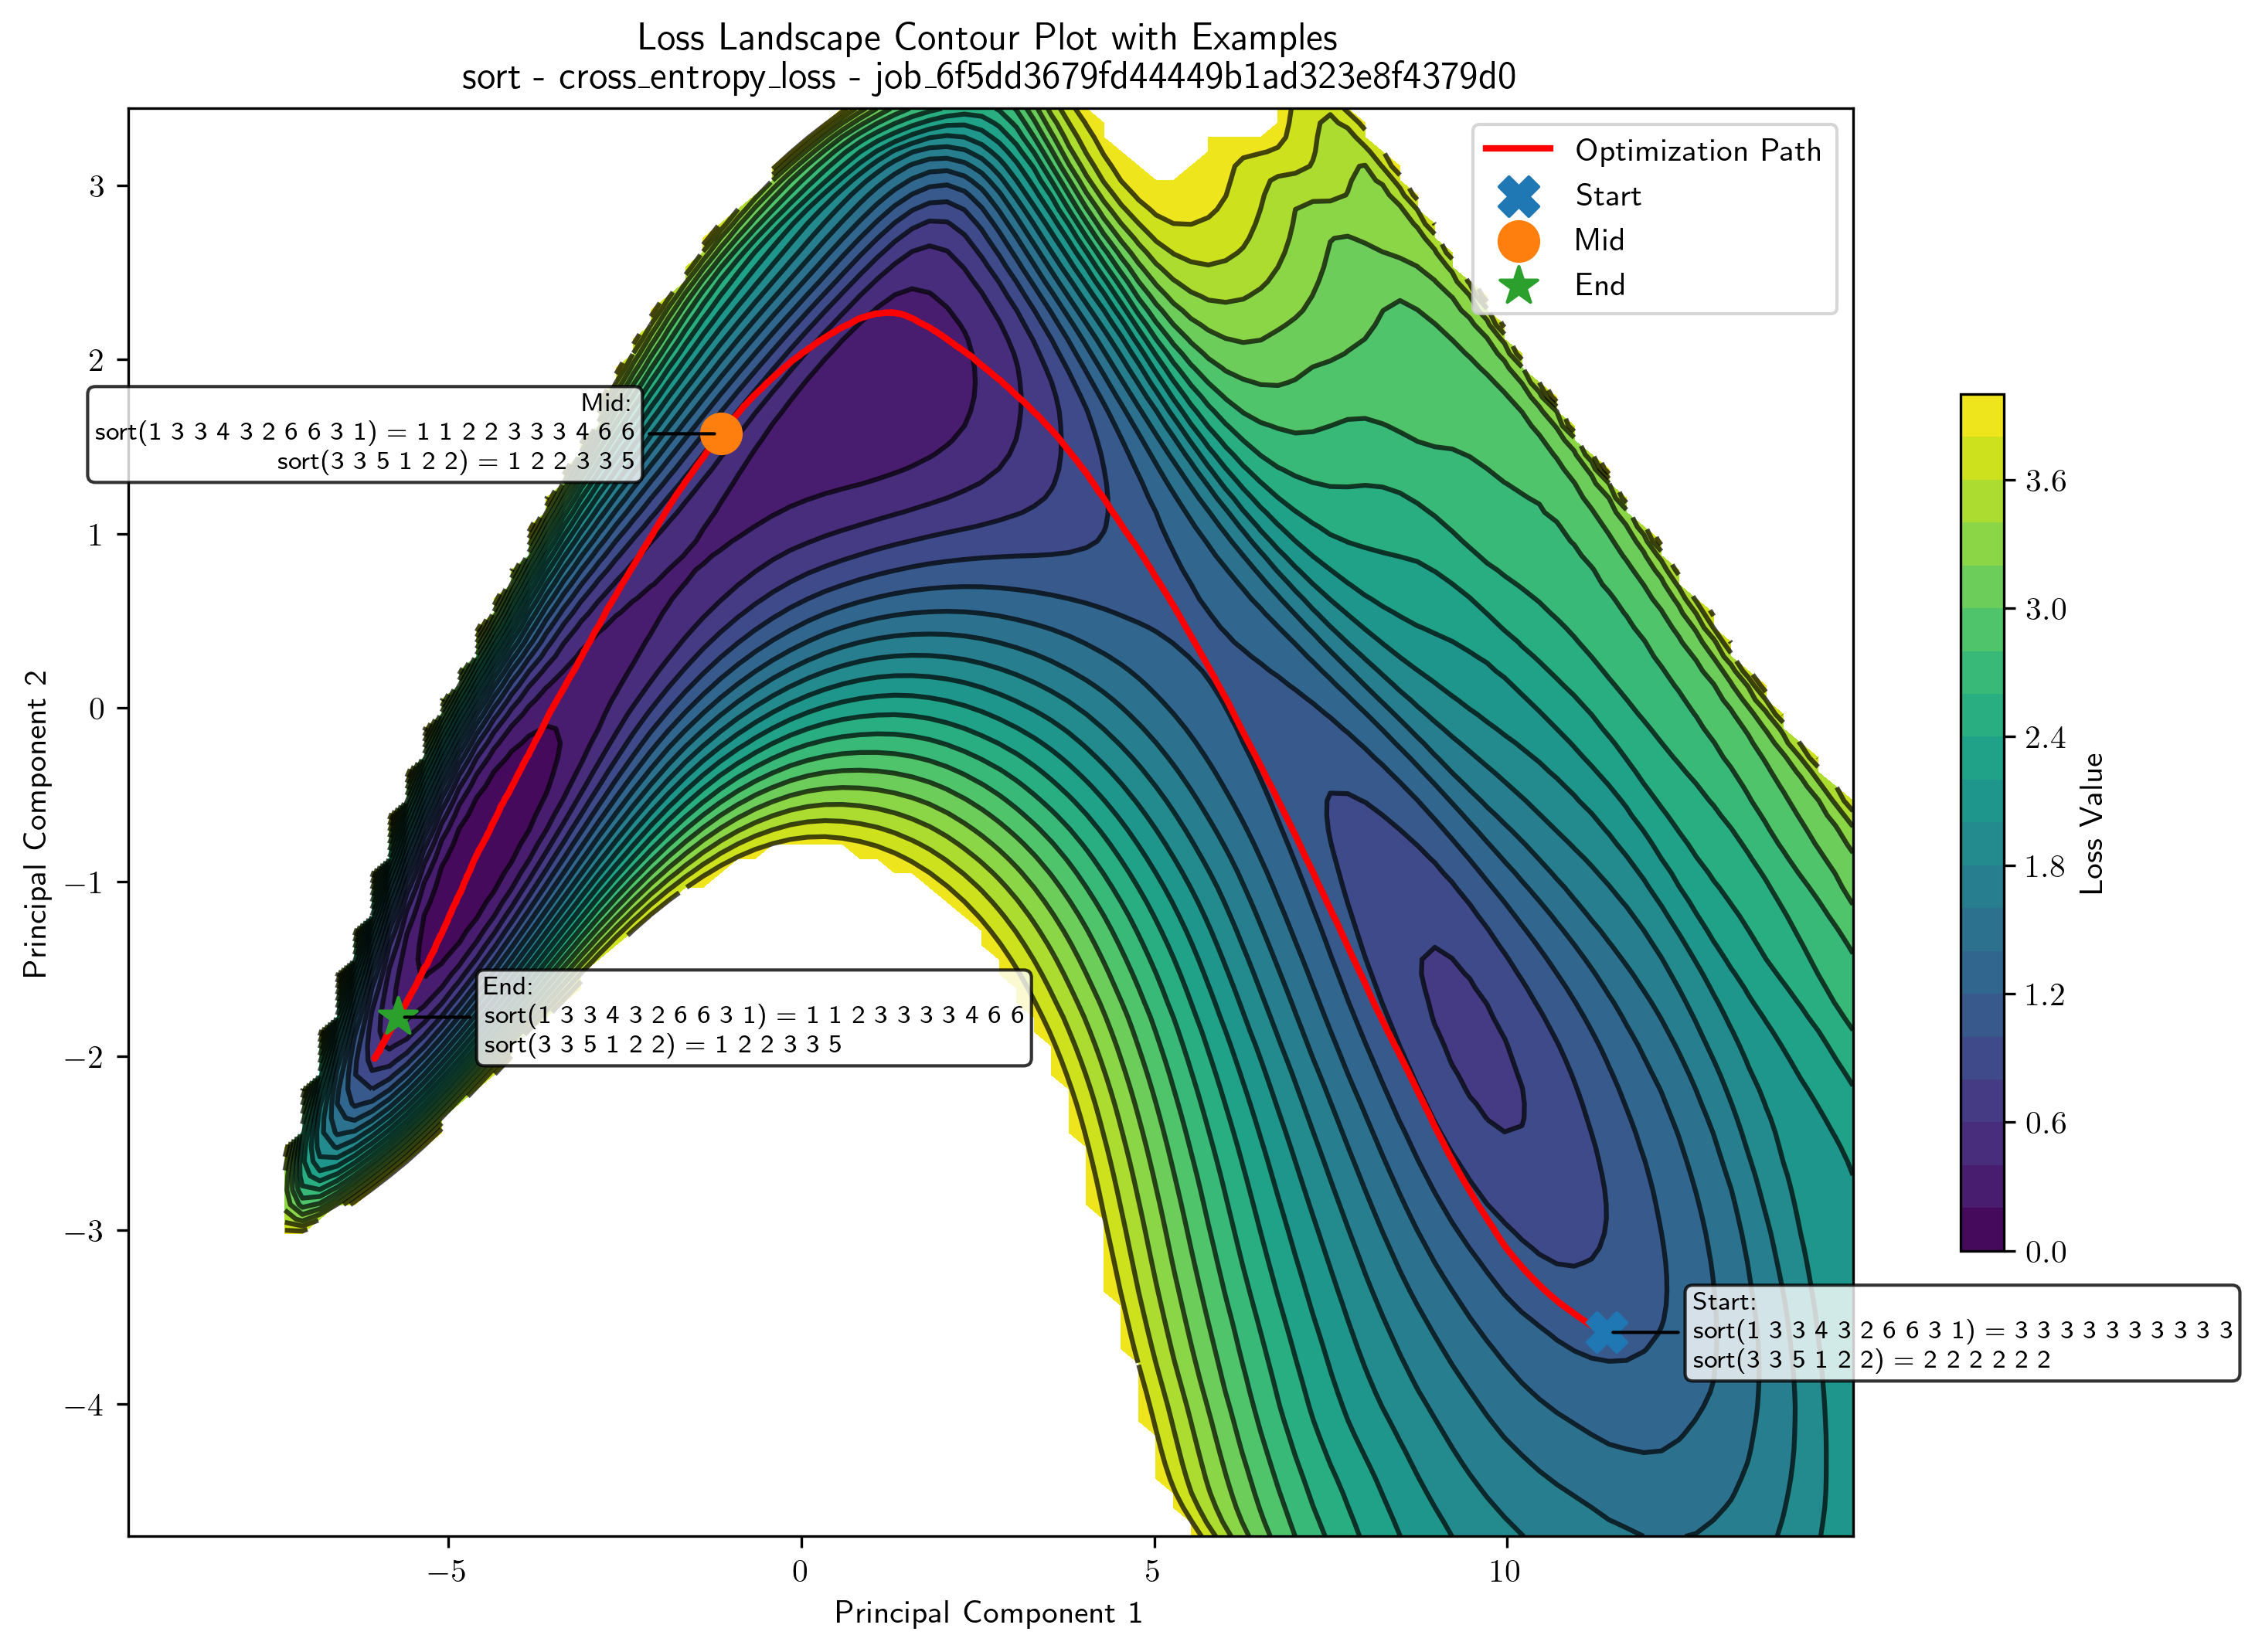 Loss Landscape Contour Plot with Examples
sort - cross_entropy_loss - job_6f5dd3679fd44449b1ad323e8f4379d0
Optimization Path
Start
Mid
End
Mid:
sort(1 3 3 4 3 2 6 6 3 1) = 1 1 2 2 3 3 3 4 6 6
sort(3 3 5 1 2 2) = 1 2 2 3 3 5
End:
sort(1 3 3 4 3 2 6 6 3 1) = 1 1 2 3 3 3 3 4 6 6
sort(3 3 5 1 2 2) = 1 2 2 3 3 5
Start:
sort(1 3 3 4 3 2 6 6 3 1) = 3 3 3 3 3 3 3 3 3 3
sort(3 3 5 1 2 2) = 2 2 2 2 2 2
3
2
1
0
−1
−2
−3
−4
Principal Component 2
−5
0
5
10
Principal Component 1
3.6
3.0
2.4
1.8
1.2
0.6
0.0
Loss Value